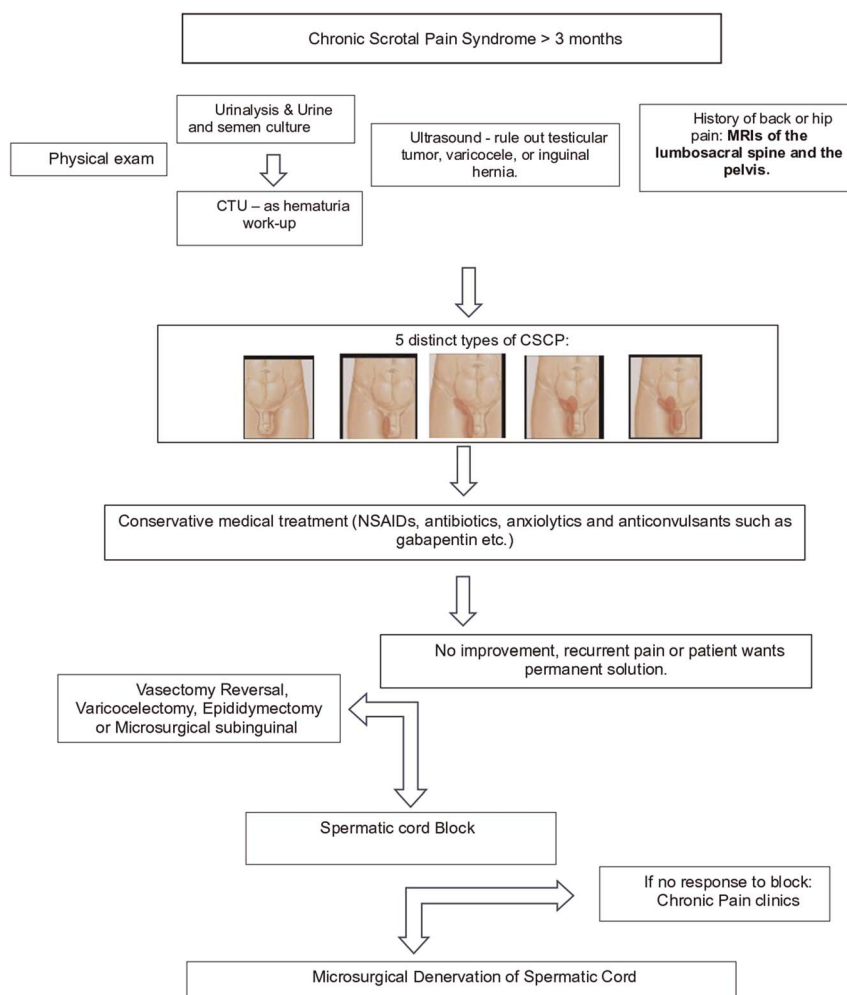 Chronic Scrotal Pain Syndrome > 3 months
Urinalysis & Urine
and semen culture
Physical exam
CTU – as hematuria
work-up
Ultrasound - rule out testicular
tumor, varicocele, or inguinal
hernia.
History of back or hip
pain: MRIs of the
lumbosacral spine and the
pelvis.
5 distinct types of CSCP:
Conservative medical treatment (NSAIDs, antibiotics, anxiolytics and anticonvulsants such as
gabapentin etc.)
No improvement, recurrent pain or patient wants
permanent solution.
Vasectomy Reversal,
Varicocelectomy, Epididymectomy
or Microsurgical subinguinal
Spermatic cord Block
If no response to block:
Chronic Pain clinics
Microsurgical Denervation of Spermatic Cord